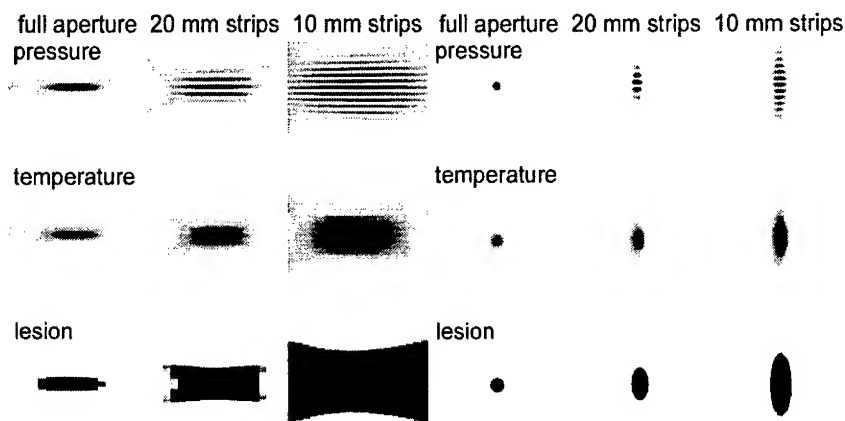 full aperture 20 mm strips 10 mm strips full aperture 20 mm strips 10 mm strips
pressure pressure
temperature temperature
lesion lesion